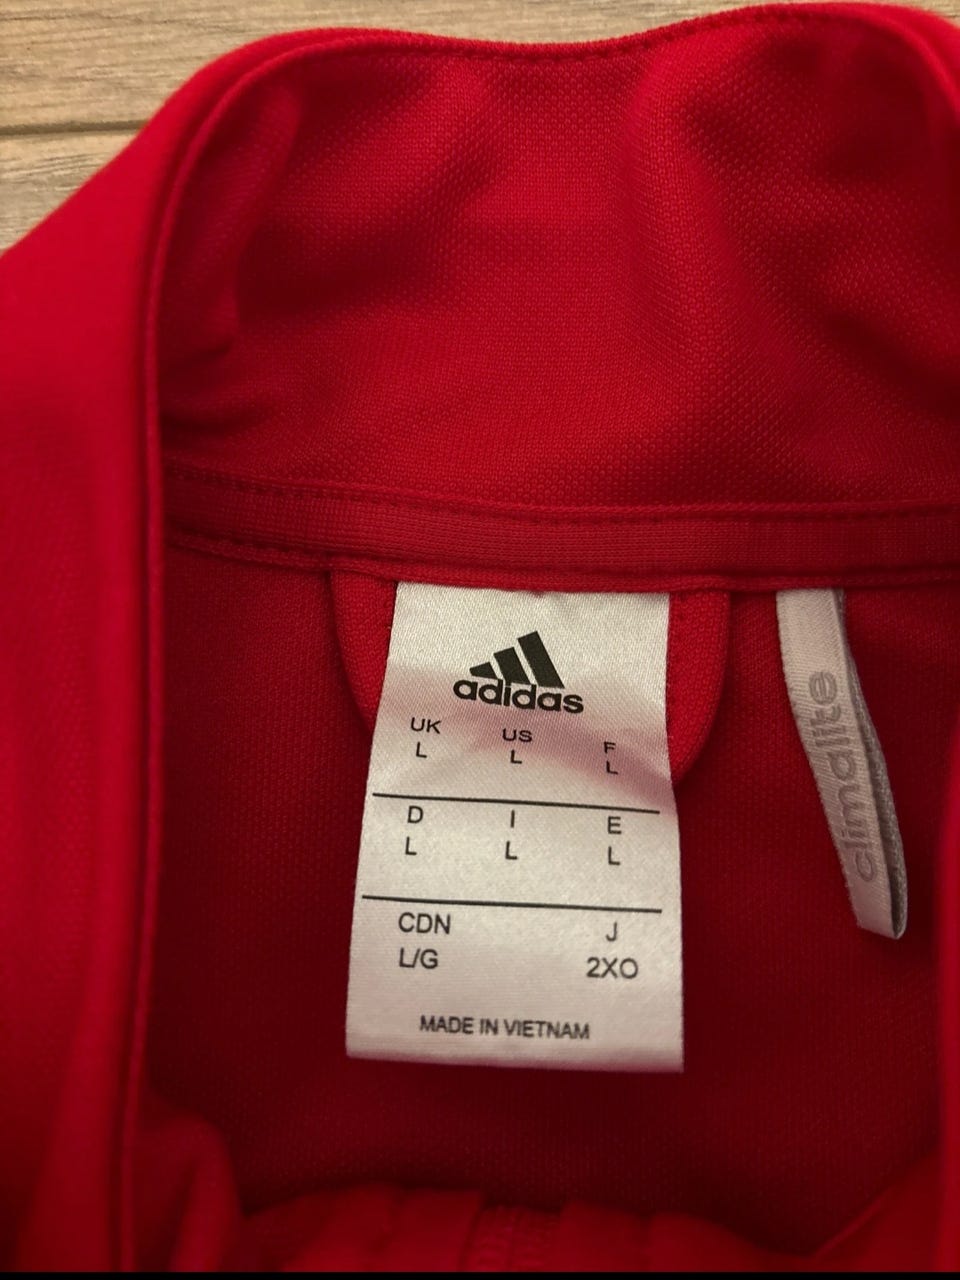 adidas
UK US F
L L L
D I E
L L L
CDN J
L/G 2XO
MADE IN VIETNAM
climalite